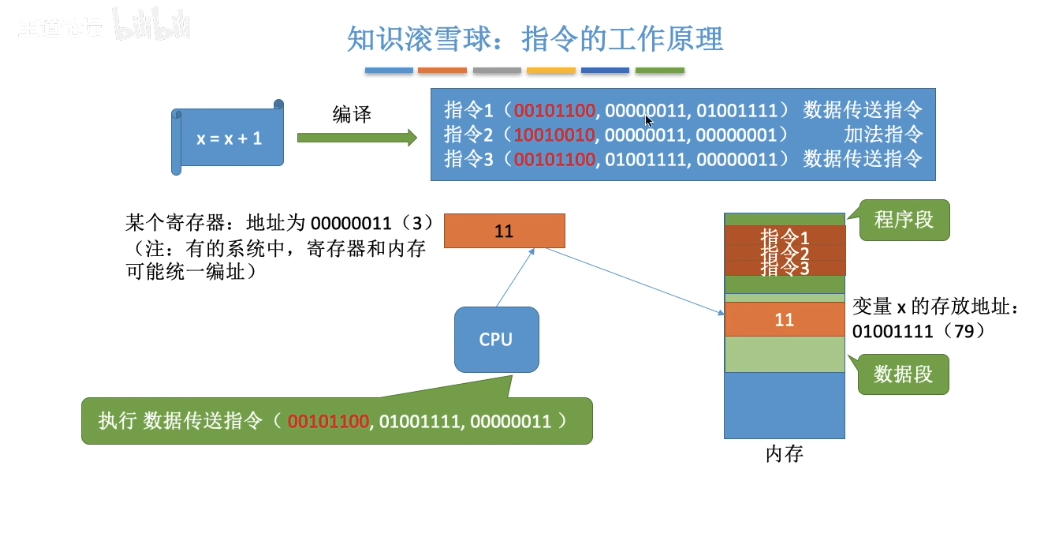 王道论坛 bilibili
知识滚雪球：指令的工作原理
x = x + 1
编译
指令1（00101100, 00000011, 01001111） 数据传送指令
指令2（10010010, 00000011, 00000001） 加法指令
指令3（00101100, 01001111, 00000011） 数据传送指令
某个寄存器：地址为 00000011（3）
（注：有的系统中，寄存器和内存
可能统一编址）
11
CPU
执行 数据传送指令（ 00101100, 01001111, 00000011 ）
程序段
指令1
指令2
指令3
11
变量 x 的存放地址：
01001111（79）
数据段
内存